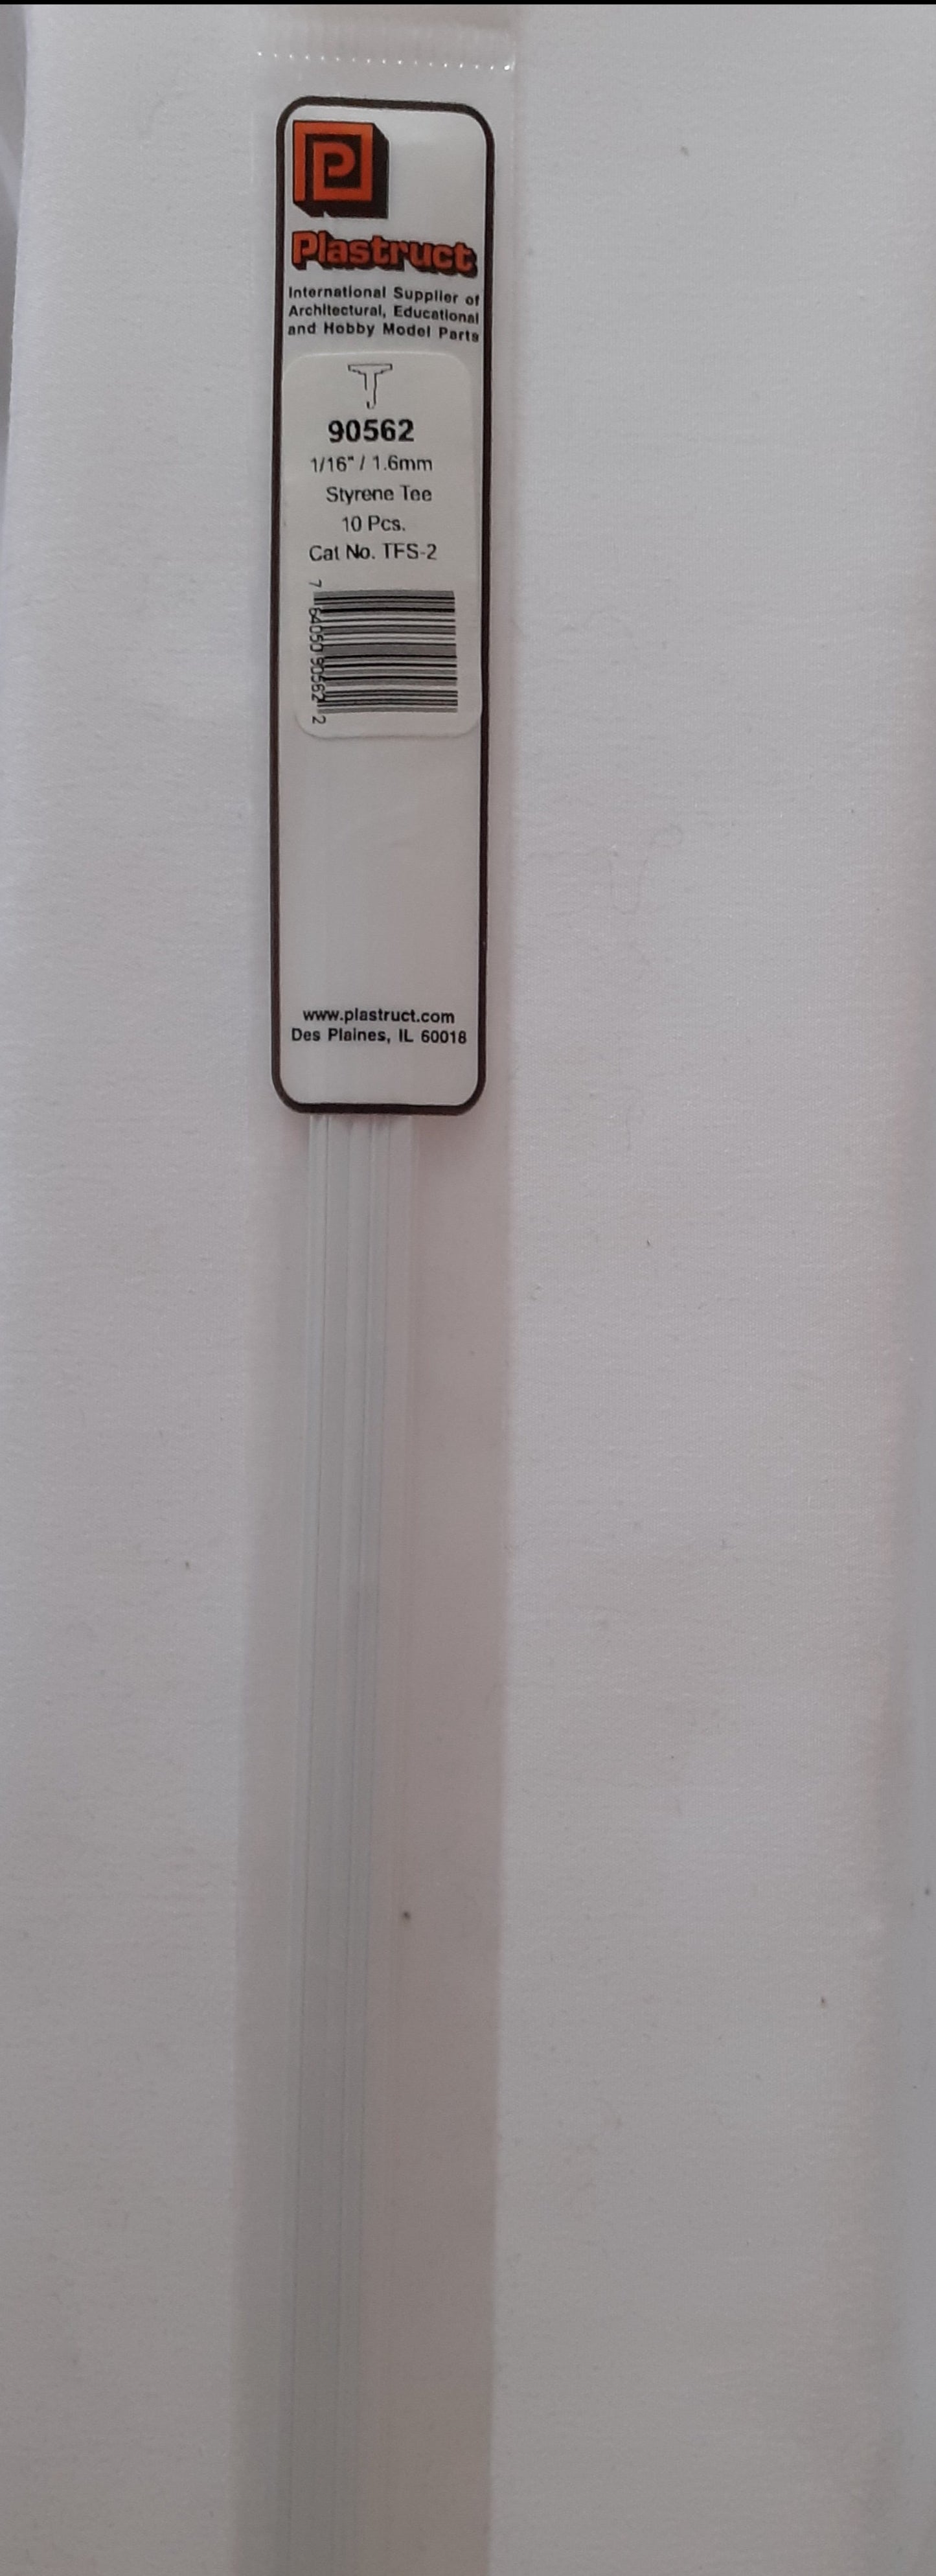 P
Plastruct
International Supplier of
Architectural, Educational
and Hobby Model Parts
90562
1/16" / 1.6mm
Styrene Tee
10 Pcs.
Cat No. TFS-2
7 64050 90562 2
www.plastruct.com
Des Plaines, IL 60018